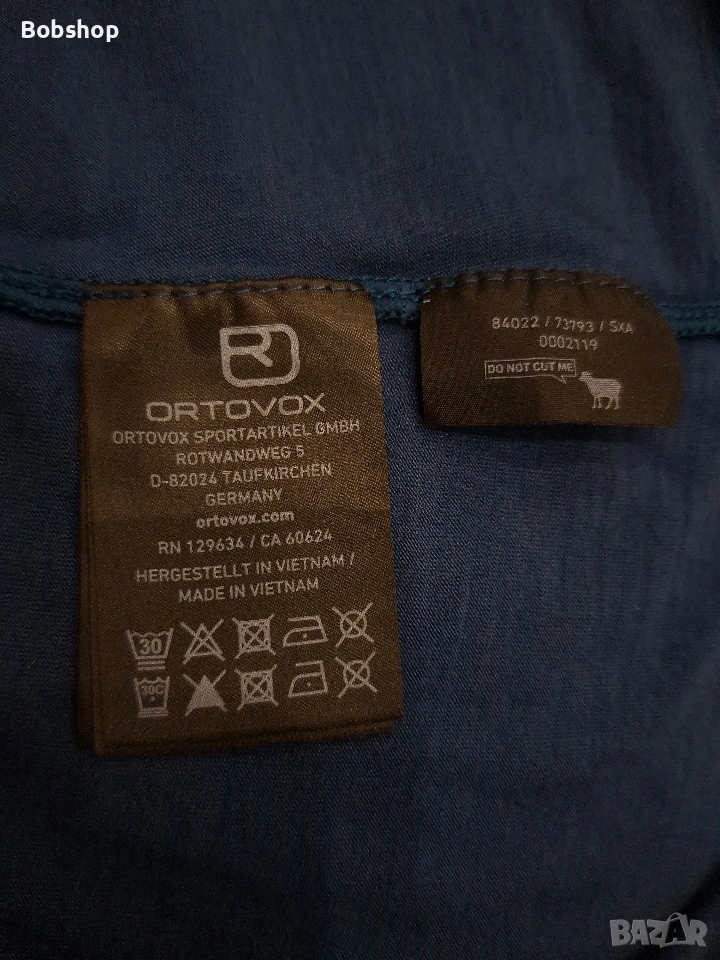 Bobshop
ORTOVOX
ORTOVOX SPORTARTIKEL GMBH
ROTWANDWEG 5
D-82024 TAUFKIRCHEN
GERMANY
ortovox.com
RN 129634 / CA 60624
HERGESTELLT IN VIETNAM /
MADE IN VIETNAM
30
30C
84022 / 73793 / SXA
0002119
DO NOT CUT ME
BAZAR